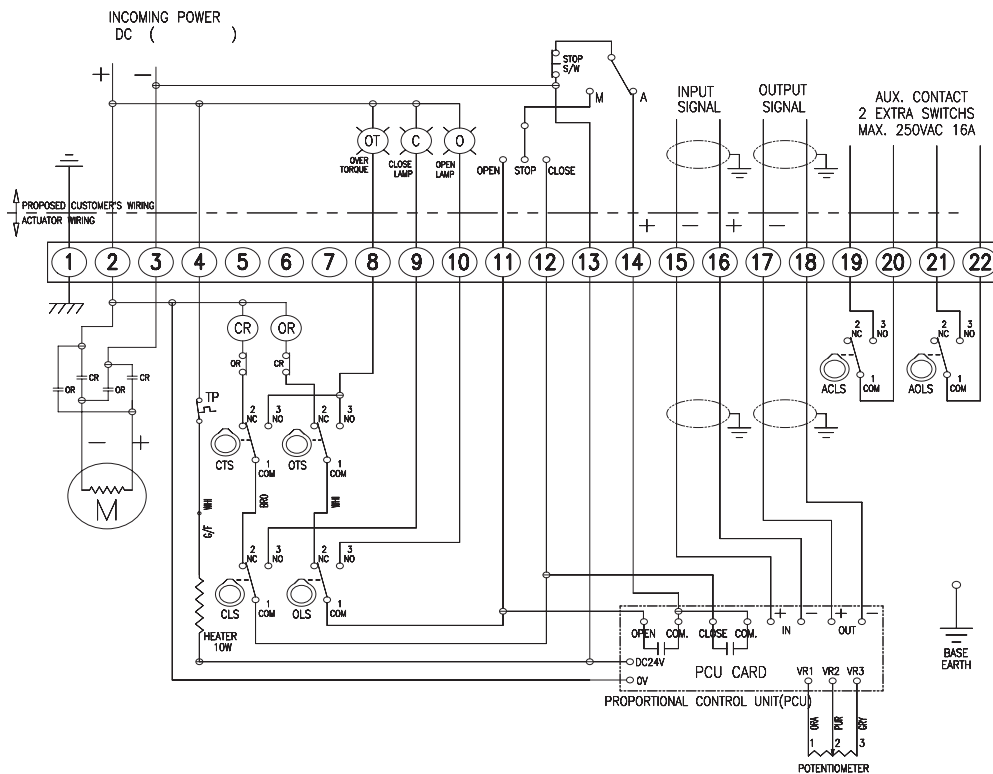 INCOMING POWER
DC ( )
+ −
STOP
S/W
M A
INPUT
SIGNAL
OUTPUT
SIGNAL
AUX. CONTACT
2 EXTRA SWITCHS
MAX. 250VAC 16A
OT C O
OVER
TORQUE
CLOSE
LAMP
OPEN
LAMP
OPEN STOP CLOSE
PROPOSED CUSTOMER'S WIRING
ACTUATOR WIRING
+ − + −
1 2 3 4 5 6 7 8 9 10 11 12 13 14 15 16 17 18 19 20 21 22
CR OR
OR CR
CR CR
OR OR
− +
M
TP
WHI
G/F
HEATER
10W
2 NC 3 NO
1 COM
CTS
2 NC 3 NO
1 COM
OTS
BRO
WHI
2 NC 3 NO
1 COM
CLS
2 NC 3 NO
1 COM
OLS
2 NC 3 NO
1 COM
ACLS
2 NC 3 NO
1 COM
AOLS
OPEN COM. CLOSE COM.
+ IN − + OUT −
DC24V
0V
PCU CARD
VR1 VR2 VR3
PROPORTIONAL CONTROL UNIT(PCU)
ORA PUR GRY
1 2 3
POTENTIOMETER
BASE
EARTH